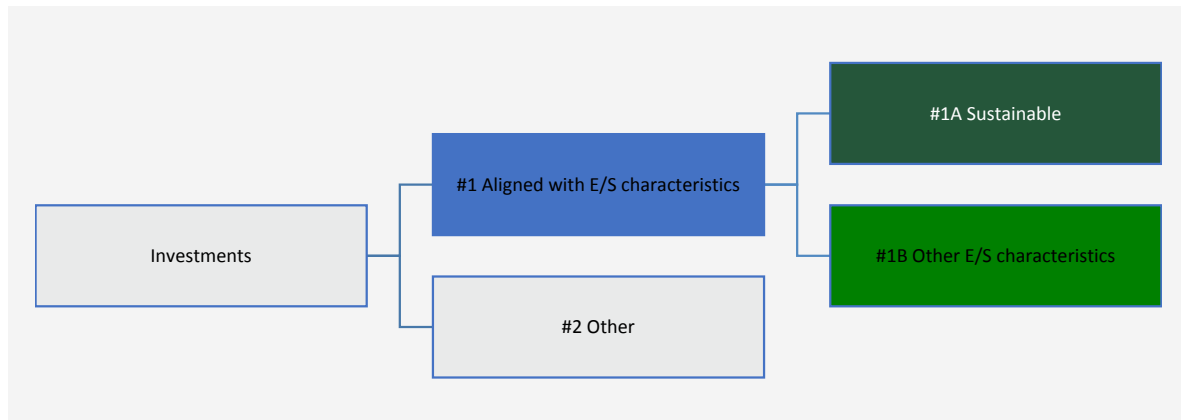 Investments
#1 Aligned with E/S characteristics
#2 Other
#1A Sustainable
#1B Other E/S characteristics